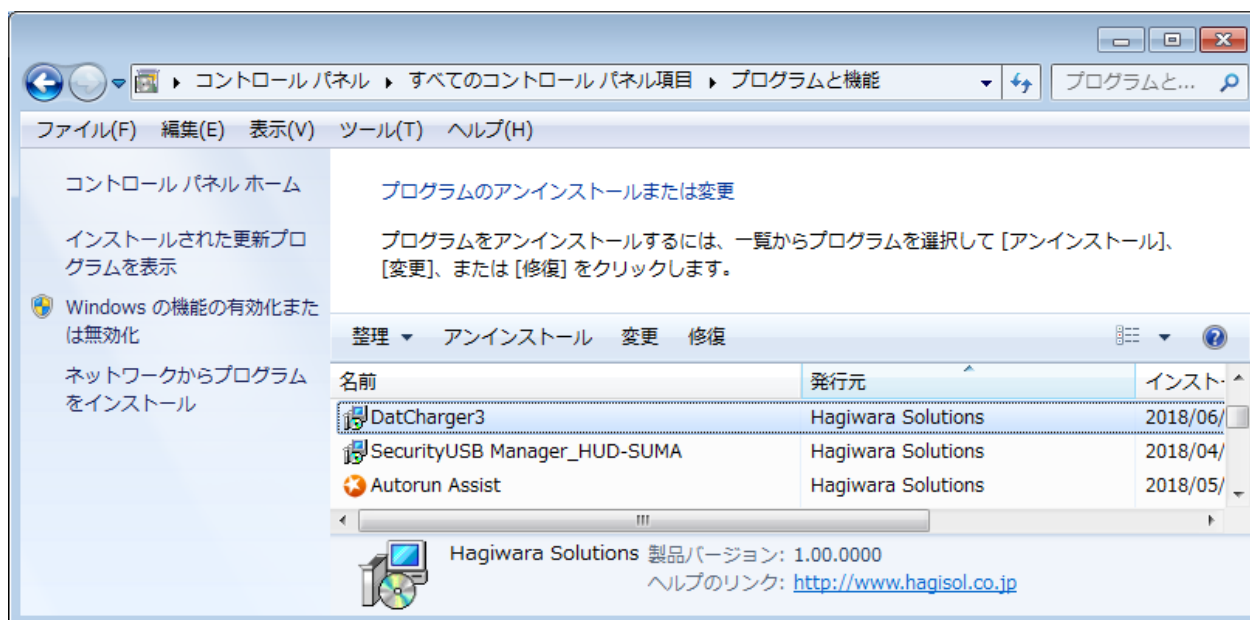 コントロール パネル ▸ すべてのコントロール パネル項目 ▸ プログラムと機能
プログラムと...
ファイル(F) 編集(E) 表示(V) ツール(T) ヘルプ(H)
コントロール パネル ホーム
インストールされた更新プロ
グラムを表示
Windows の機能の有効化また
は無効化
ネットワークからプログラム
をインストール
プログラムのアンインストールまたは変更
プログラムをアンインストールするには、一覧からプログラムを選択して [アンインストール]、
[変更]、または [修復] をクリックします。
整理 アンインストール 変更 修復
名前 発行元 インスト
DatCharger3 Hagiwara Solutions 2018/06/
SecurityUSB Manager_HUD-SUMA Hagiwara Solutions 2018/04/
Autorun Assist Hagiwara Solutions 2018/05/
Hagiwara Solutions 製品バージョン: 1.00.0000
ヘルプのリンク: http://www.hagisol.co.jp